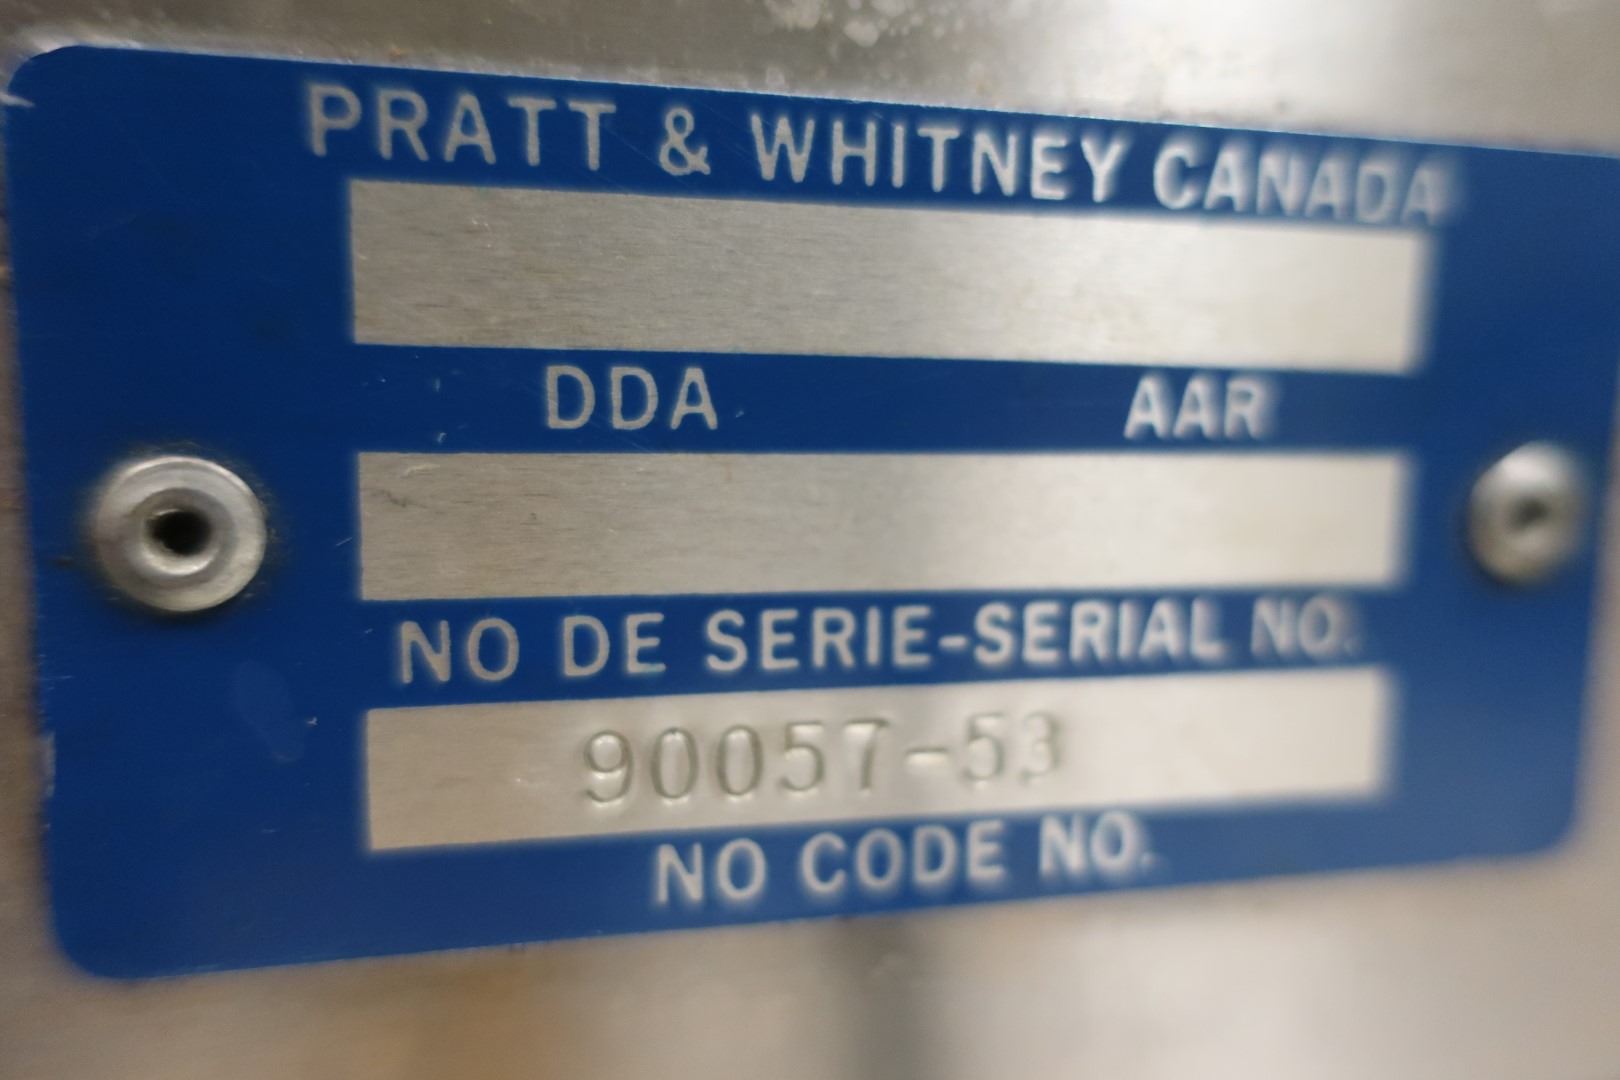 PRATT & WHITNEY CANADA
DDA AAR
NO DE SERIE-SERIAL NO.
90057-53
NO CODE NO.